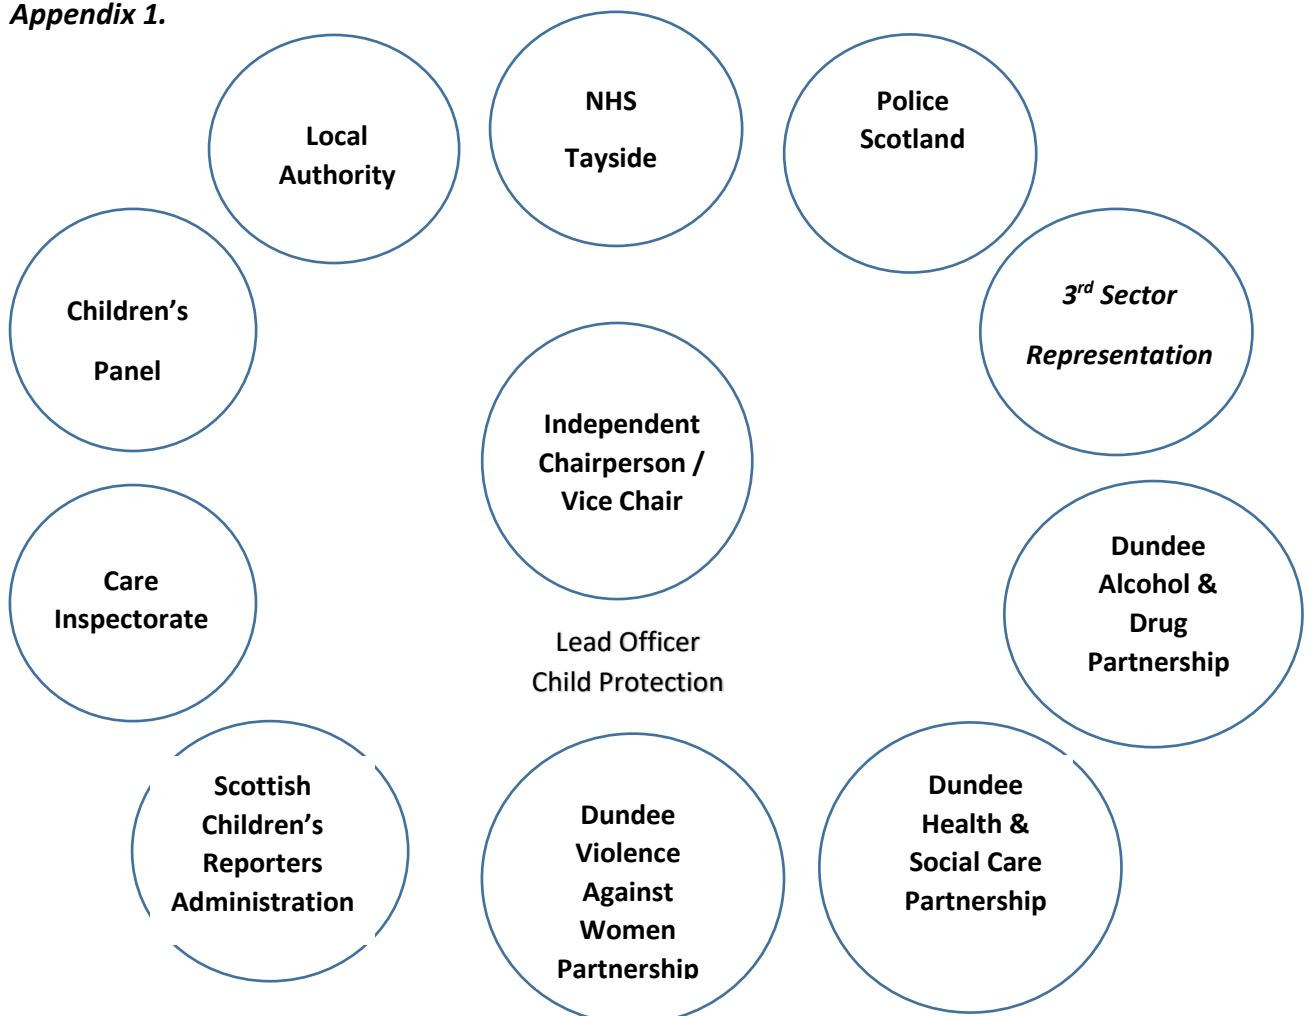 Appendix 1.
Local
Authority
NHS
Tayside
Police
Scotland
Children’s
Panel
3rd Sector
Representation
Independent
Chairperson /
Vice Chair
Care
Inspectorate
Dundee
Alcohol &
Drug
Partnership
Lead Officer
Child Protection
Scottish
Children’s
Reporters
Administration
Dundee
Violence
Against
Women
Partnership
Dundee
Health &
Social Care
Partnership